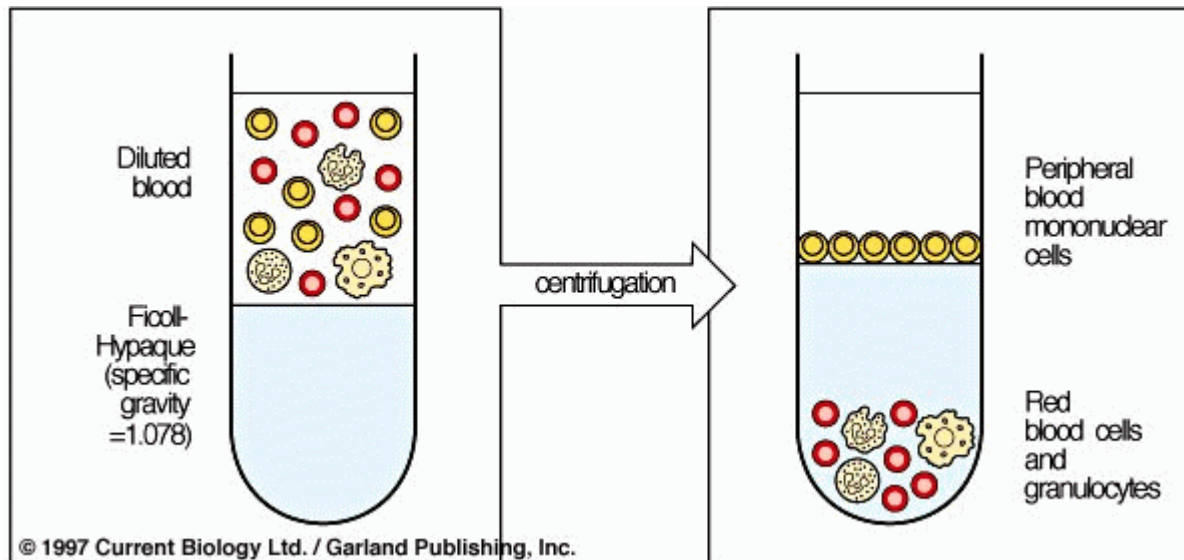 Diluted
blood
Ficoll-
Hypaque
(specific
gravity
=1.078)
centrifugation
Peripheral
blood
mononuclear
cells
Red
blood cells
and
granulocytes
© 1997 Current Biology Ltd. / Garland Publishing, Inc.